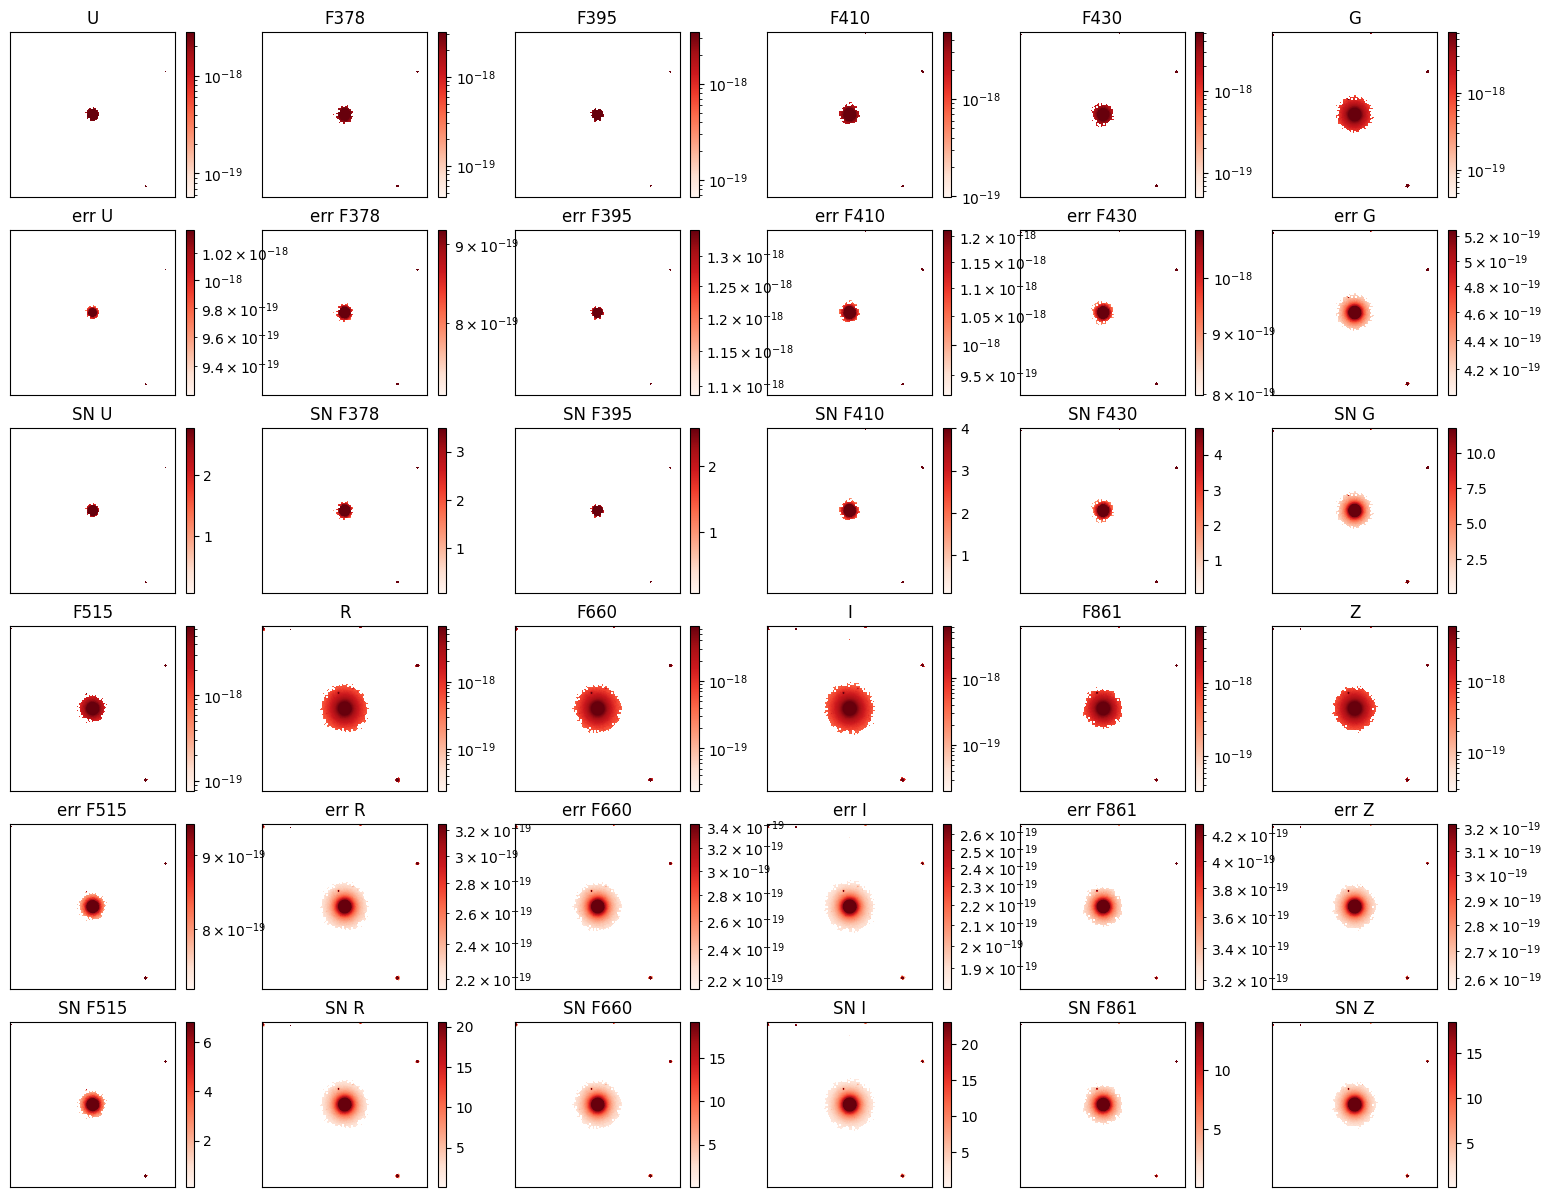 U F378 F395 F410 F430 G
10⁻¹⁸ 10⁻¹⁸ 10⁻¹⁸ 10⁻¹⁸ 10⁻¹⁸ 10⁻¹⁸
10⁻¹⁹ 10⁻¹⁹ 10⁻¹⁹ 10⁻¹⁹ 10⁻¹⁹ 10⁻¹⁹
err U err F378 err F395 err F410 err F430 err G
1.02 × 10⁻¹⁸ 9 × 10⁻¹⁹ 1.3 × 10⁻¹⁸ 1.2 × 10⁻¹⁸ 10⁻¹⁸ 5.2 × 10⁻¹⁹
10⁻¹⁸ 8 × 10⁻¹⁹ 1.25 × 10⁻¹⁸ 1.15 × 10⁻¹⁸ 9 × 10⁻¹⁹ 5 × 10⁻¹⁹
9.8 × 10⁻¹⁹ 1.2 × 10⁻¹⁸ 1.1 × 10⁻¹⁸ 8 × 10⁻¹⁹ 4.8 × 10⁻¹⁹
9.6 × 10⁻¹⁹ 1.15 × 10⁻¹⁸ 1.05 × 10⁻¹⁸ 4.6 × 10⁻¹⁹
9.4 × 10⁻¹⁹ 1.1 × 10⁻¹⁸ 10⁻¹⁸ 4.4 × 10⁻¹⁹
9.5 × 10⁻¹⁹ 4.2 × 10⁻¹⁹
SN U SN F378 SN F395 SN F410 SN F430 SN G
2 3 2 4 4 10.0
1 2 1 3 3 7.5
1 2 2 5.0
1 1 2.5
F515 R F660 I F861 Z
10⁻¹⁸ 10⁻¹⁸ 10⁻¹⁸ 10⁻¹⁸ 10⁻¹⁸ 10⁻¹⁸
10⁻¹⁹ 10⁻¹⁹ 10⁻¹⁹ 10⁻¹⁹ 10⁻¹⁹ 10⁻¹⁹
err F515 err R err F660 err I err F861 err Z
9 × 10⁻¹⁹ 3.2 × 10⁻¹⁹ 3.4 × 10⁻¹⁹ 2.6 × 10⁻¹⁹ 4.2 × 10⁻¹⁹ 3.2 × 10⁻¹⁹
8 × 10⁻¹⁹ 3 × 10⁻¹⁹ 3.2 × 10⁻¹⁹ 2.5 × 10⁻¹⁹ 4 × 10⁻¹⁹ 3.1 × 10⁻¹⁹
2.8 × 10⁻¹⁹ 3 × 10⁻¹⁹ 2.4 × 10⁻¹⁹ 3.8 × 10⁻¹⁹ 3 × 10⁻¹⁹
2.6 × 10⁻¹⁹ 2.8 × 10⁻¹⁹ 2.3 × 10⁻¹⁹ 3.6 × 10⁻¹⁹ 2.9 × 10⁻¹⁹
2.4 × 10⁻¹⁹ 2.6 × 10⁻¹⁹ 2.2 × 10⁻¹⁹ 3.4 × 10⁻¹⁹ 2.8 × 10⁻¹⁹
2.2 × 10⁻¹⁹ 2.4 × 10⁻¹⁹ 2.1 × 10⁻¹⁹ 3.2 × 10⁻¹⁹ 2.7 × 10⁻¹⁹
2.2 × 10⁻¹⁹ 2 × 10⁻¹⁹ 2.6 × 10⁻¹⁹
1.9 × 10⁻¹⁹
SN F515 SN R SN F660 SN I SN F861 SN Z
6 20 15 20 10 15
4 15 10 15 5 10
2 10 5 10 5
5 5